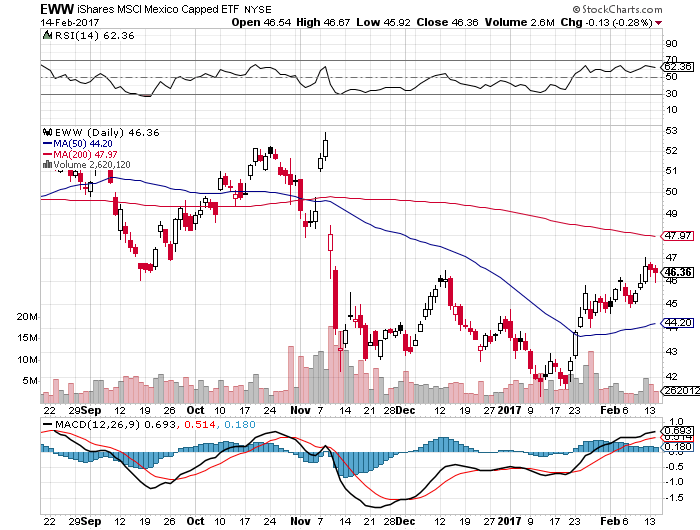 EWW iShares MSCI Mexico Capped ETF NYSE © StockCharts.com
14-Feb-2017 Open 46.54 High 46.67 Low 45.92 Close 46.36 Volume 2.6M Chg -0.13 (-0.28%)
RSI(14) 62.36
90
70
62.36
50
30
10
EWW (Daily) 46.36
MA(50) 44.20
MA(200) 47.97
Volume 2,620,120
53
52
51
50
49
47.97
47
46.36
45
44.20
43
42
20M
15M
10M
5M
262012
22 29 Sep 12 19 26 Oct 10 17 24 Nov 7 14 21 28 Dec 12 19 27 2017 9 17 23 Feb 6 13
MACD(12,26,9) 0.693, 0.514, 0.180
1.0
0.693
0.514
0.180
-0.5
-1.0
-1.5
22 29 Sep 12 19 26 Oct 10 17 24 Nov 7 14 21 28 Dec 12 19 27 2017 9 17 23 Feb 6 13